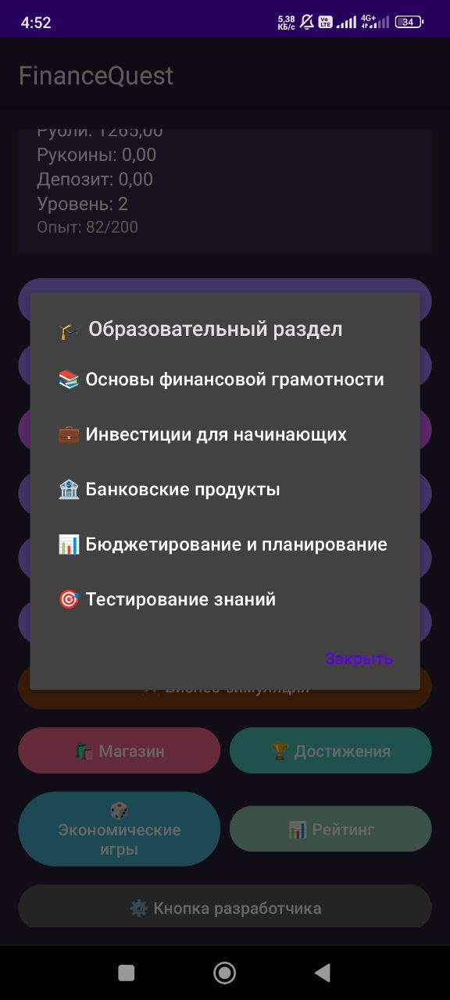 4:52
5,38
КБ/с
Vo
LTE
4G+
34
FinanceQuest
Рубли: 1265,00
Рукоины: 0,00
Депозит: 0,00
Уровень: 2
Опыт: 82/200
🎓 Образовательный раздел
📚 Основы финансовой грамотности
💼 Инвестиции для начинающих
🏦 Банковские продукты
📊 Бюджетирование и планирование
🎯 Тестирование знаний
Закрыть
Бизнес-симуляция
🛍️ Магазин
🏆 Достижения
🎲
Экономические
игры
📊 Рейтинг
⚙️ Кнопка разработчика